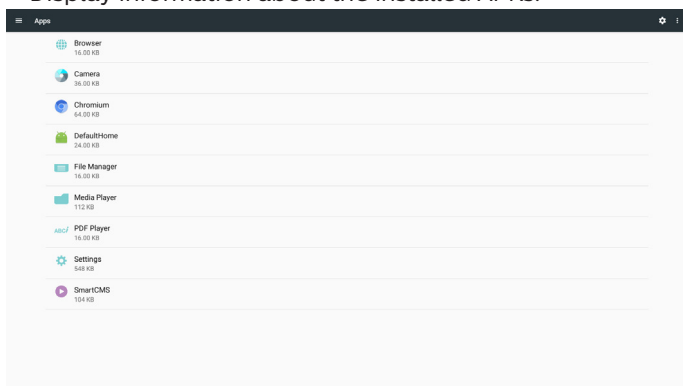 Display information about the installed APKs.
Apps
Browser
16.00 KB
Camera
36.00 KB
Chromium
64.00 KB
DefaultHome
24.00 KB
File Manager
16.00 KB
Media Player
112 KB
ABC/ PDF Player
16.00 KB
Settings
548 KB
SmartCMS
104 KB